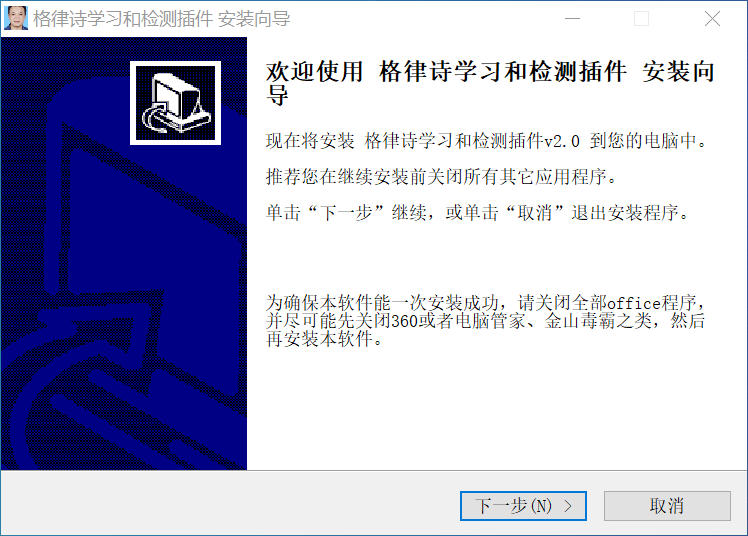 格律诗学习和检测插件 安装向导
欢迎使用 格律诗学习和检测插件 安装向
导
现在将安装 格律诗学习和检测插件v2.0 到您的电脑中。
推荐您在继续安装前关闭所有其它应用程序。
单击“下一步”继续，或单击“取消”退出安装程序。
为确保本软件能一次安装成功，请关闭全部office程序，
并尽可能先关闭360或者电脑管家、金山毒霸之类，然后
再安装本软件。
下一步(N) >
取消